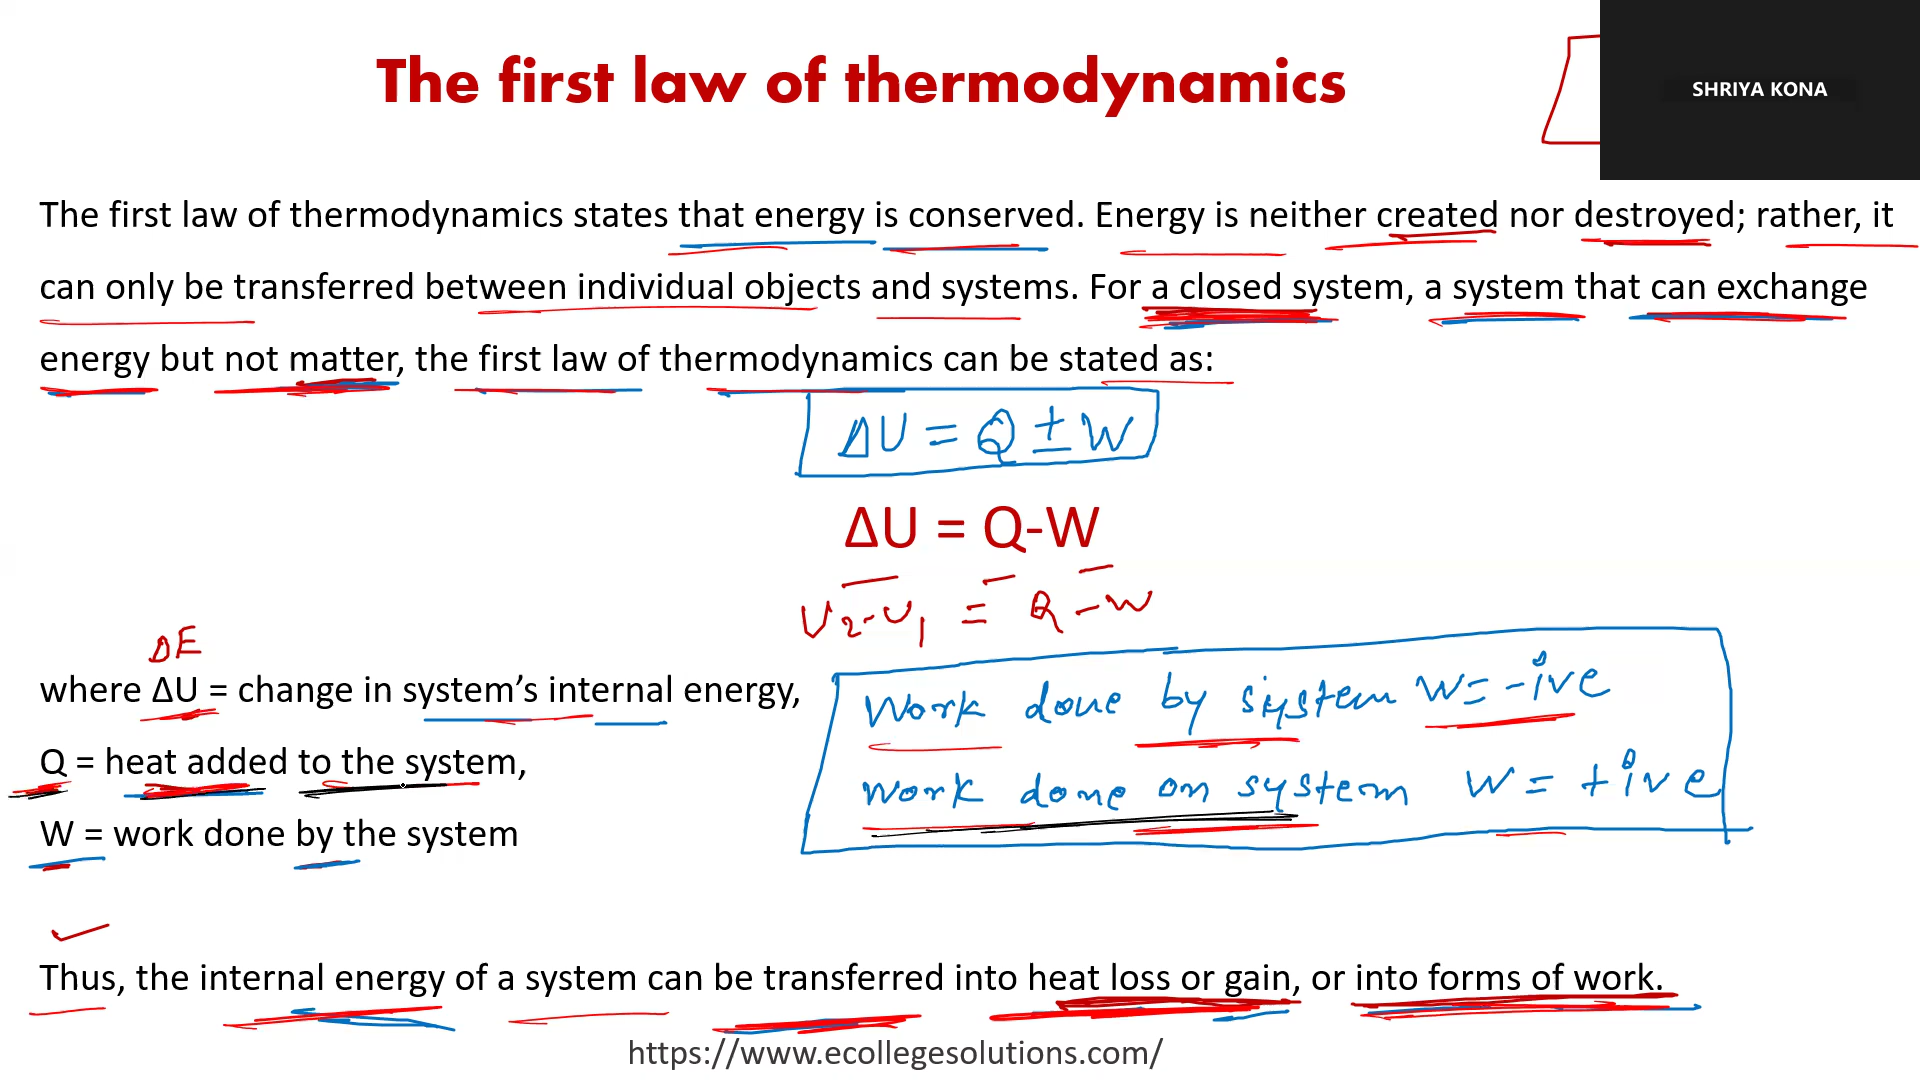 The first law of thermodynamics
SHRIYA KONA
The first law of thermodynamics states that energy is conserved. Energy is neither created nor destroyed; rather, it
can only be transferred between individual objects and systems. For a closed system, a system that can exchange
energy but not matter, the first law of thermodynamics can be stated as:
ΔU = Q ± W
ΔU = Q-W
U2-U1 = Q-W
ΔE
where ΔU = change in system’s internal energy,
Work done by system W= -ive
Q = heat added to the system,
Work done on system W= +ive
W = work done by the system
Thus, the internal energy of a system can be transferred into heat loss or gain, or into forms of work.
https://www.ecollegesolutions.com/